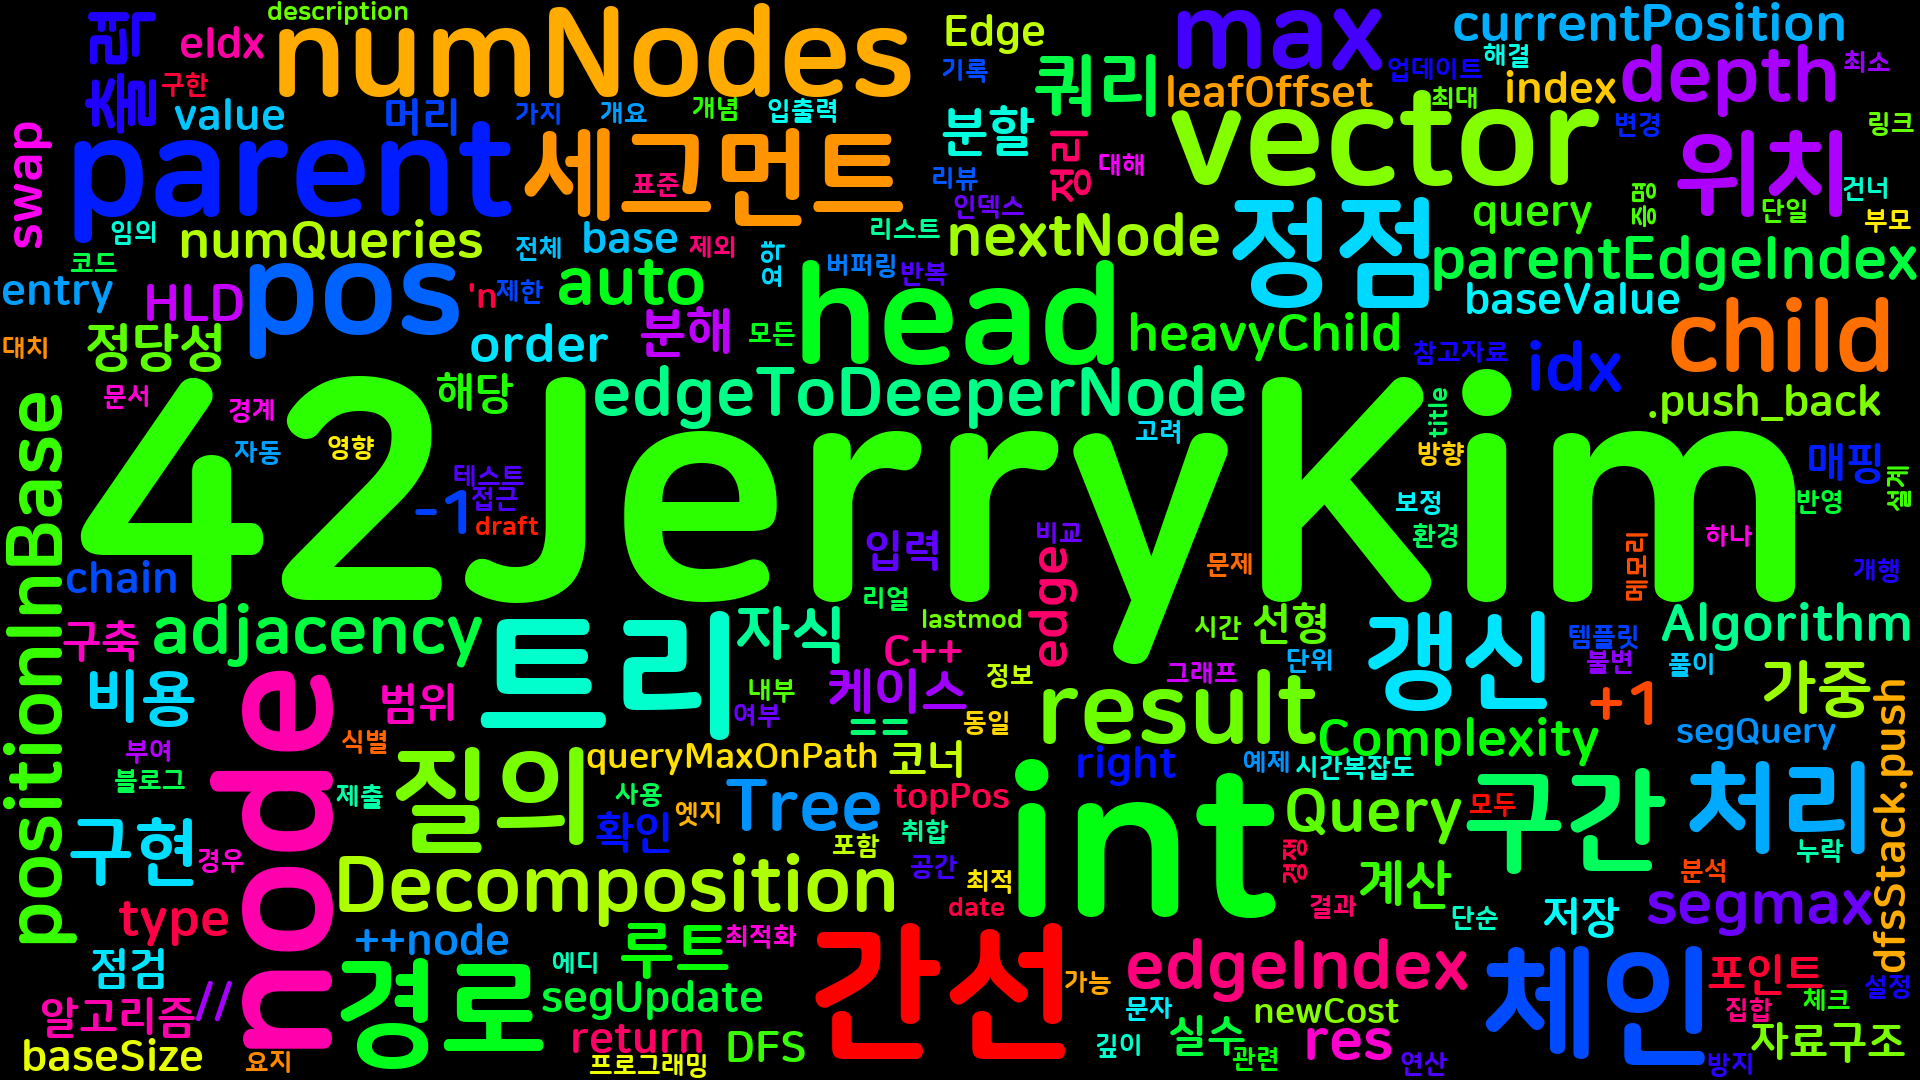 description
eIdx
출력
numNodes
Edge
max
currentPosition
구한
기록
쿼리
업데이트
해결
depth
최소
value
머리
가지
개요
개념
입출력
분할
leafOffset
최대
index
변경
링크
swap
parent
세그먼트
표준
리뷰
정리
대해
vector
위치
건너
인덱스
증명
단일
부모
임의
numQueries
전체
base
제외
여학
리스트
nextNode
정점
query
코드
버퍼링
반복
parentEdgeIndex
entry
HLD
pos
'n
제한
auto
head
baseValue
대치
정당성
order
분해
모든
heavyChild
참고자료
idx
child
문서
경계
해당
edgeToDeeperNode
title
.push_back
positionInBase
자동
영향
고려
방향
매핑
42JerryKim
테스트
접근
-1
draft
보정
반영
설계
입력
비교
환경
하나
chain
리얼
edge
문제
메모리
개행
구축
adjacency
트리
자식
lastmod
시간
선형
갱신
템플릿
Algorithm
C++
정보
그래프
단위
불변
풀이
비용
범위
내부
여부
케이스
==
동일
result
+1
가중
부여
식별
queryMaxOnPath
코너
right
Complexity
segQuery
블로그
node
제출
질의
사용
엣지
Tree
topPos
예제
시간복잡도
dfsStack.push
구현
경우
확인
포함
취합
int
Query
모두
구간
처리
누락
Decomposition
공간
최적
경쟁
계산
분석
type
date
결과
단순
저장
segmax
++node
루트
최적화
간선
점검
경로
에디
가능
edgeIndex
체인
포인트
설정
알고리즘
//
segUpdate
문자
newCost
집합
체크
baseSize
요지
return
프로그래밍
DFS
깊이
실수
관련
res
연산
방지
자료구조